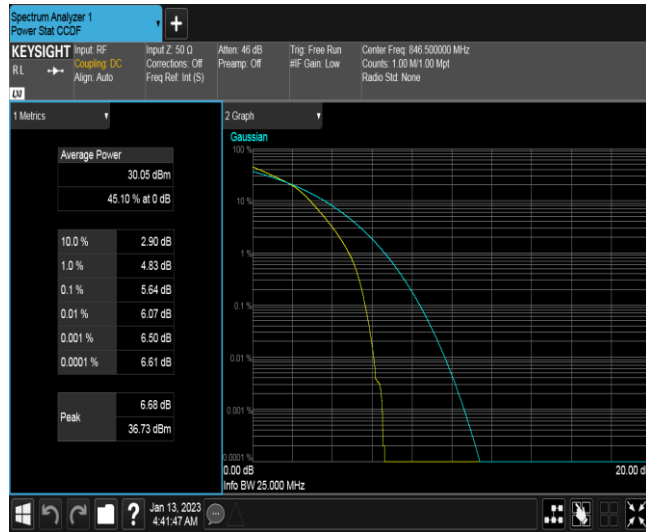 Spectrum Analyzer 1
Power Stat CCDF
+
KEYSIGHT Input: RF Input Z: 50 Ω Atten: 46 dB Trig: Free Run Center Freq: 846.500000 MHz
RL Coupling: DC Corrections: Off Preamp: Off #IF Gain: Low Counts: 1.00 M/1.00 Mpt
Align: Auto Freq Ref: Int (S) Radio Std: None
LXI
1 Metrics
Average Power
30.05 dBm
45.10 % at 0 dB
10.0 % 2.90 dB
1.0 % 4.83 dB
0.1 % 5.64 dB
0.01 % 6.07 dB
0.001 % 6.50 dB
0.0001 % 6.61 dB
Peak 6.68 dB
36.73 dBm
2 Graph
Gaussian
100 %
10 %
1 %
0.1 %
0.01 %
0.001 %
0.0001 %
0.00 dB 20.00 d
Info BW 25.000 MHz
? Jan 13, 2023
4:41:47 AM